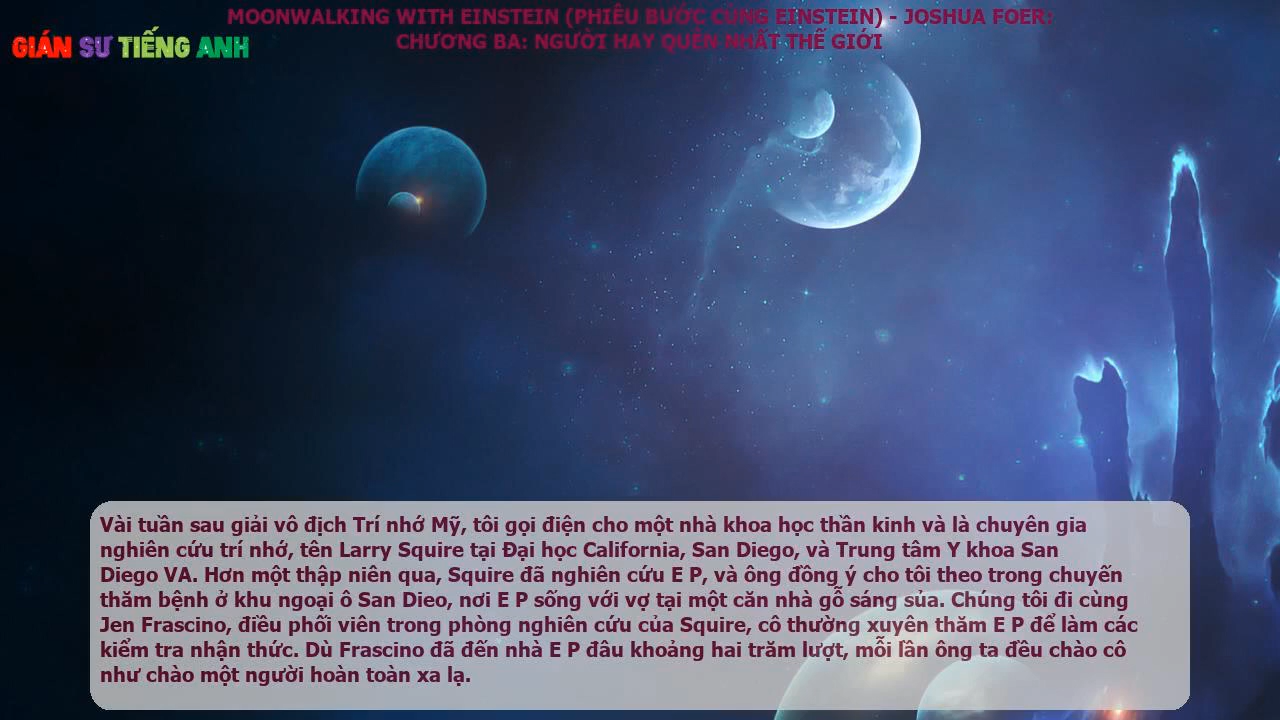 MOONWALKING WITH EINSTEIN (PHIÊU BƯỚC CÙNG EINSTEIN) - JOSHUA FOER:
CHƯƠNG BA: NGƯỜI HAY QUÊN NHẤT THẾ GIỚI
GIÁN SƯ TIẾNG ANH
Vài tuần sau giải vô địch Trí nhớ Mỹ, tôi gọi điện cho một nhà khoa học thần kinh và là chuyên gia
nghiên cứu trí nhớ, tên Larry Squire tại Đại học California, San Diego, và Trung tâm Y khoa San
Diego VA. Hơn một thập niên qua, Squire đã nghiên cứu E P, và ông đồng ý cho tôi theo trong chuyến
thăm bệnh ở khu ngoại ô San Dieo, nơi E P sống với vợ tại một căn nhà gỗ sáng sủa. Chúng tôi đi cùng
Jen Frascino, điều phối viên trong phòng nghiên cứu của Squire, cô thường xuyên thăm E P để làm các
kiểm tra nhận thức. Dù Frascino đã đến nhà E P đâu khoảng hai trăm lượt, mỗi lần ông ta đều chào cô
như chào một người hoàn toàn xa lạ.